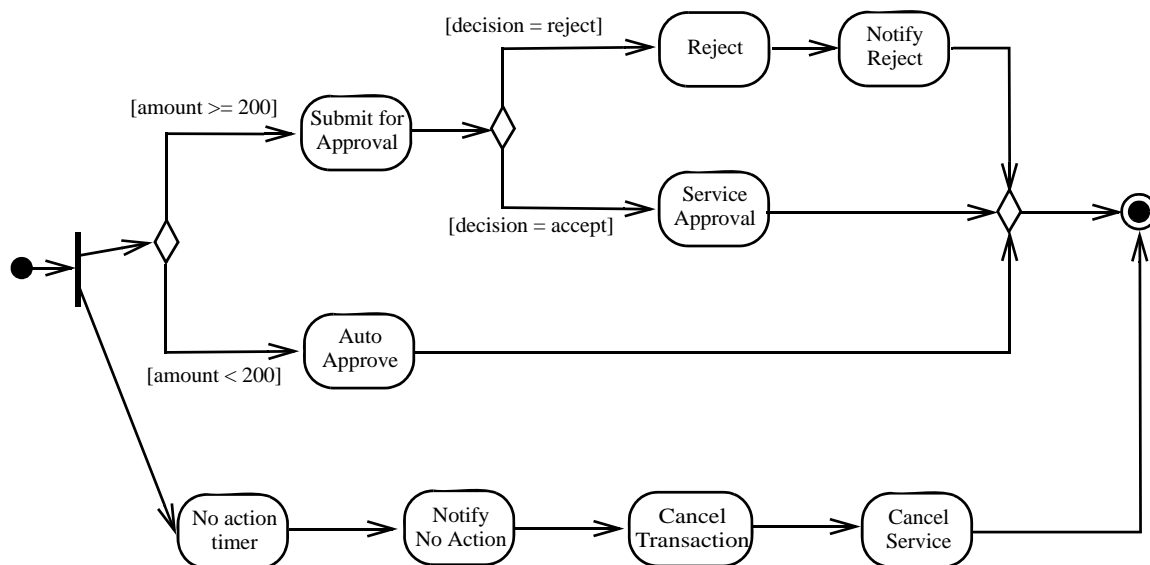 [decision = reject]
Reject
Notify
Reject
[amount >= 200]
Submit for
Approval
Service
Approval
[decision = accept]
Auto
Approve
[amount < 200]
No action
timer
Notify
No Action
Cancel
Transaction
Cancel
Service